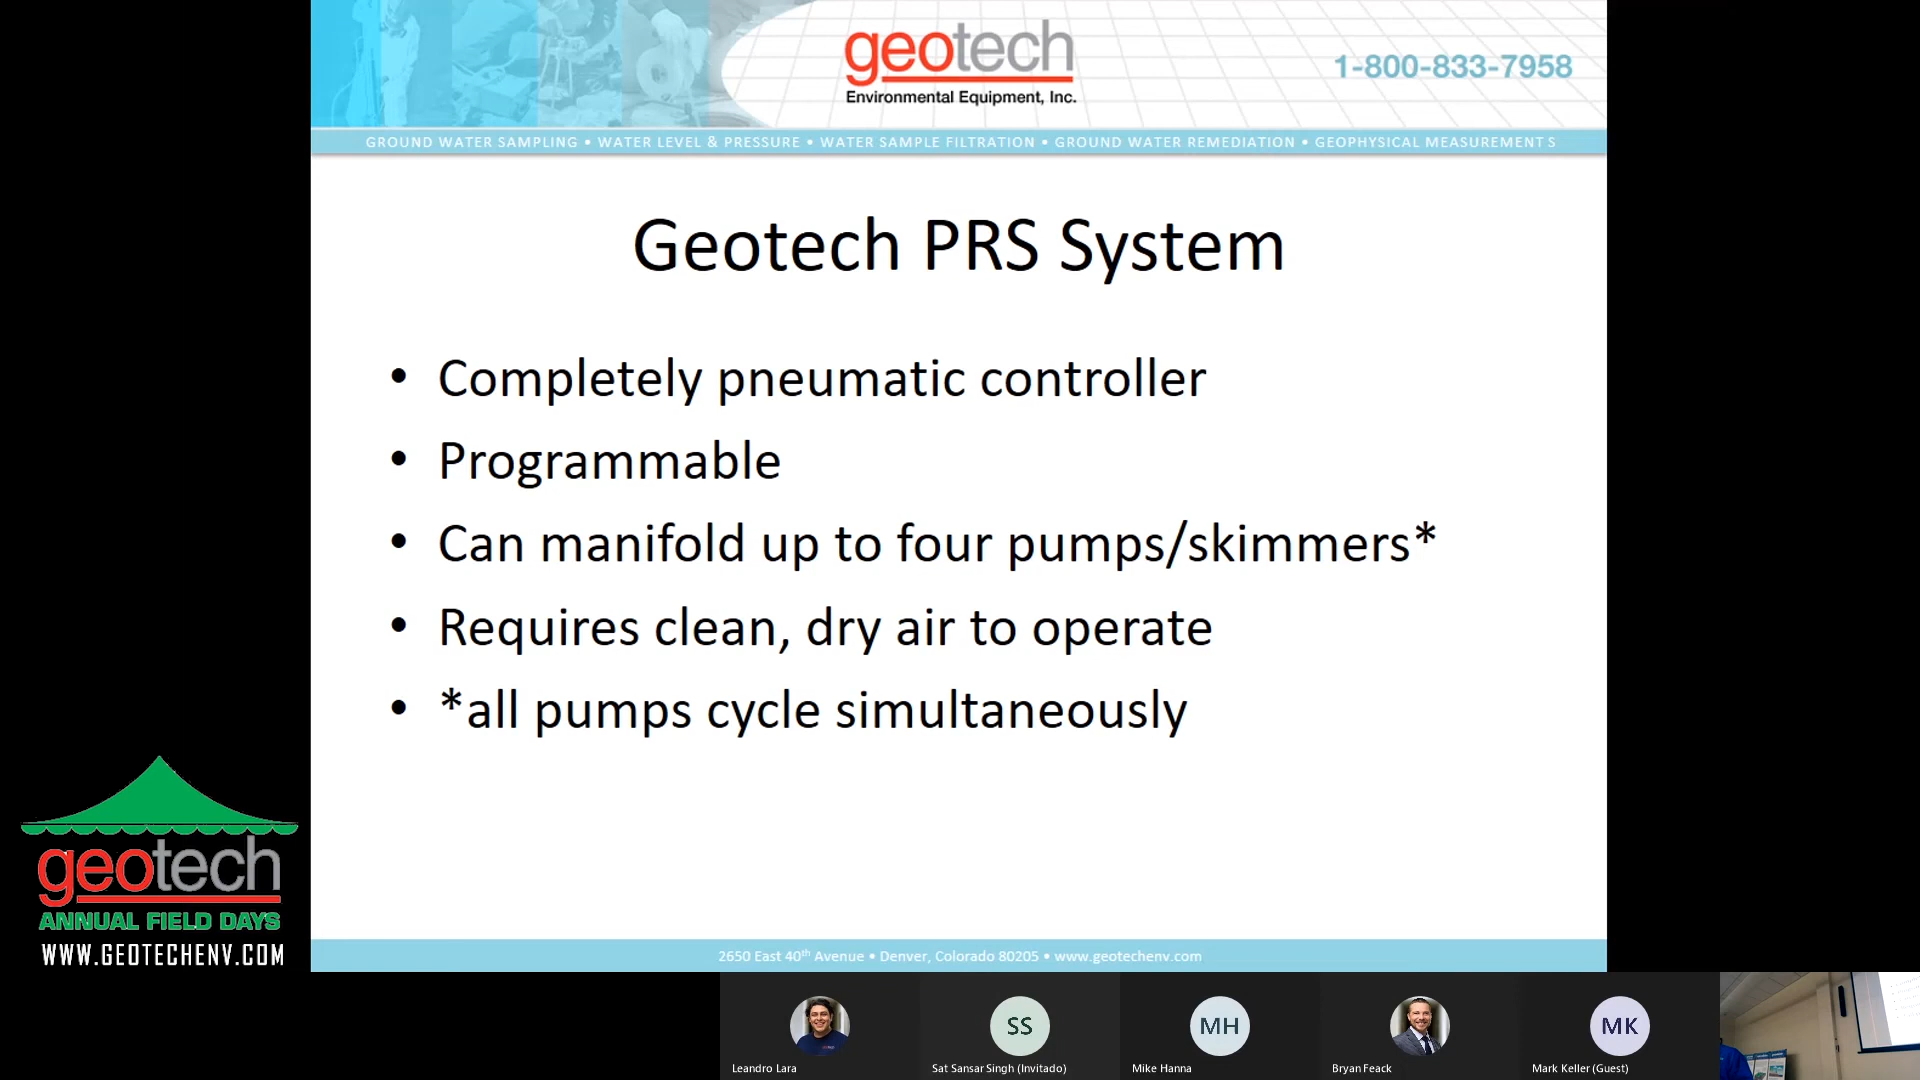 geotech
Environmental Equipment, Inc.
1-800-833-7958
GROUND WATER SAMPLING • WATER LEVEL & PRESSURE • WATER SAMPLE FILTRATION • GROUND WATER REMEDIATION • GEOPHYSICAL MEASUREMENTS
Geotech PRS System
• Completely pneumatic controller
• Programmable
• Can manifold up to four pumps/skimmers*
• Requires clean, dry air to operate
• *all pumps cycle simultaneously
geotech
ANNUAL FIELD DAYS
WWW.GEOTECHENV.COM
2650 East 40th Avenue • Denver, Colorado 80205 • www.geotechenv.com
SS
MH
MK
Leandro Lara
Sat Sansar Singh (Invitado)
Mike Hanna
Bryan Feack
Mark Keller (Guest)